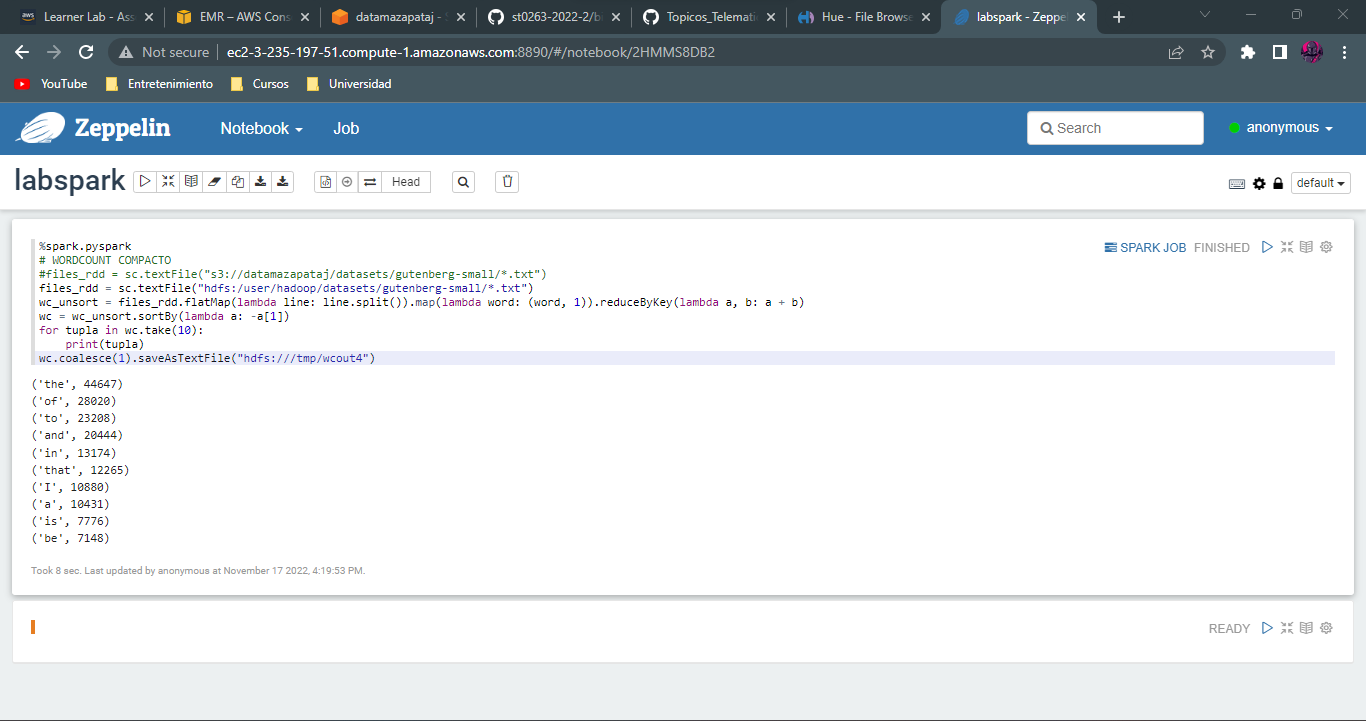 Learner Lab - Ass
EMR – AWS Cons
datamazapataj - S
st0263-2022-2/bi
Topicos_Telemati
Hue - File Browse
labspark - Zeppel
Not secure
ec2-3-235-197-51.compute-1.amazonaws.com:8890/#/notebook/2HMMS8DB2
YouTube
Entretenimiento
Cursos
Universidad
Zeppelin
Notebook
Job
Search
anonymous
labspark
Head
default
%spark.pyspark
SPARK JOB FINISHED
# WORDCOUNT COMPACTO
#files_rdd = sc.textFile("s3://datamazapataj/datasets/gutenberg-small/*.txt")
files_rdd = sc.textFile("hdfs:/user/hadoop/datasets/gutenberg-small/*.txt")
wc_unsort = files_rdd.flatMap(lambda line: line.split()).map(lambda word: (word, 1)).reduceByKey(lambda a, b: a + b)
wc = wc_unsort.sortBy(lambda a: -a[1])
for tupla in wc.take(10):
    print(tupla)
wc.coalesce(1).saveAsTextFile("hdfs:///tmp/wcout4")
('the', 44647)
('of', 28020)
('to', 23208)
('and', 20444)
('in', 13174)
('that', 12265)
('I', 10880)
('a', 10431)
('is', 7776)
('be', 7148)
Took 8 sec. Last updated by anonymous at November 17 2022, 4:19:53 PM.
READY